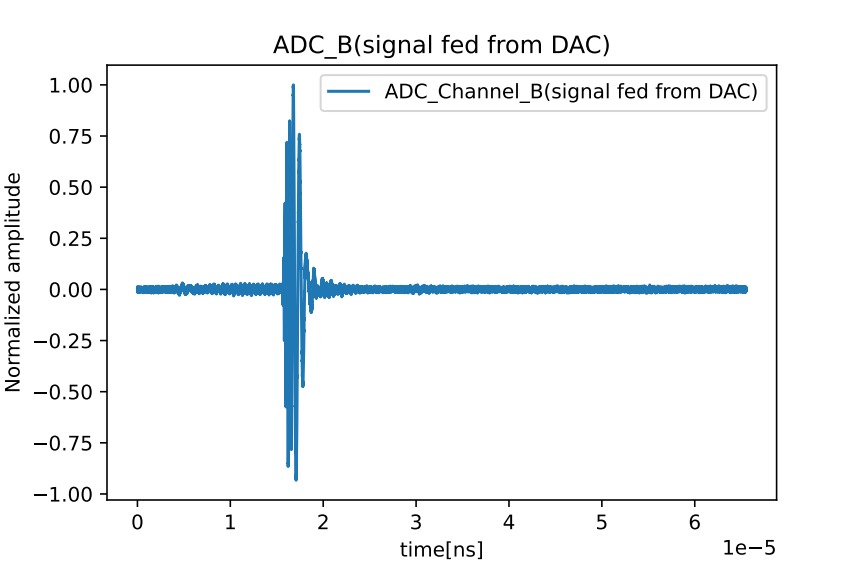 ADC_B(signal fed from DAC)
ADC_Channel_B(signal fed from DAC)
1.00
0.75
0.50
0.25
0.00
−0.25
−0.50
−0.75
−1.00
Normalized amplitude
0 1 2 3 4 5 6
1e−5
time[ns]